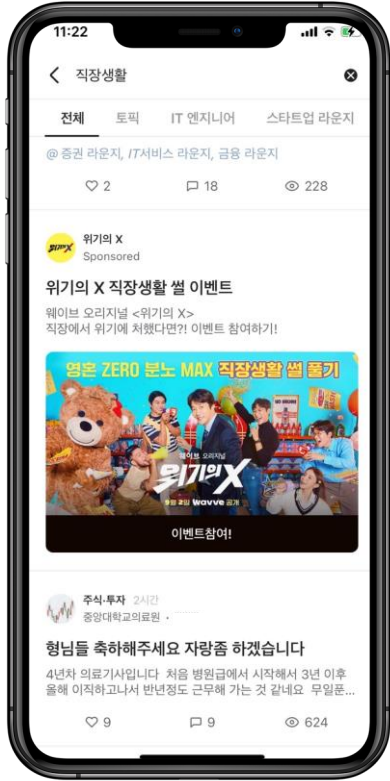 11:22
직장생활
전체 토픽 IT 엔지니어 스타트업 라운지
@ 증권 라운지, IT서비스 라운지, 금융 라운지
2 18 228
위기의X
위기의 X
Sponsored
위기의 X 직장생활 썰 이벤트
웨이브 오리지널 <위기의 X>
직장에서 위기에 처했다면?! 이벤트 참여하기!
영혼 ZERO 분노 MAX 직장생활 썰 풀기
웨이브 오리지널
위기의X
9월 2일 wavve 공개
이벤트참여!
주식·투자 2시간
중앙대학교의료원 ·
형님들 축하해주세요 자랑좀 하겠습니다
4년차 의료기사입니다 처음 병원급에서 시작해서 3년 이후
올해 이직하고나서 반년정도 근무해 가는 것 같네요 무일푼...
9 9 624